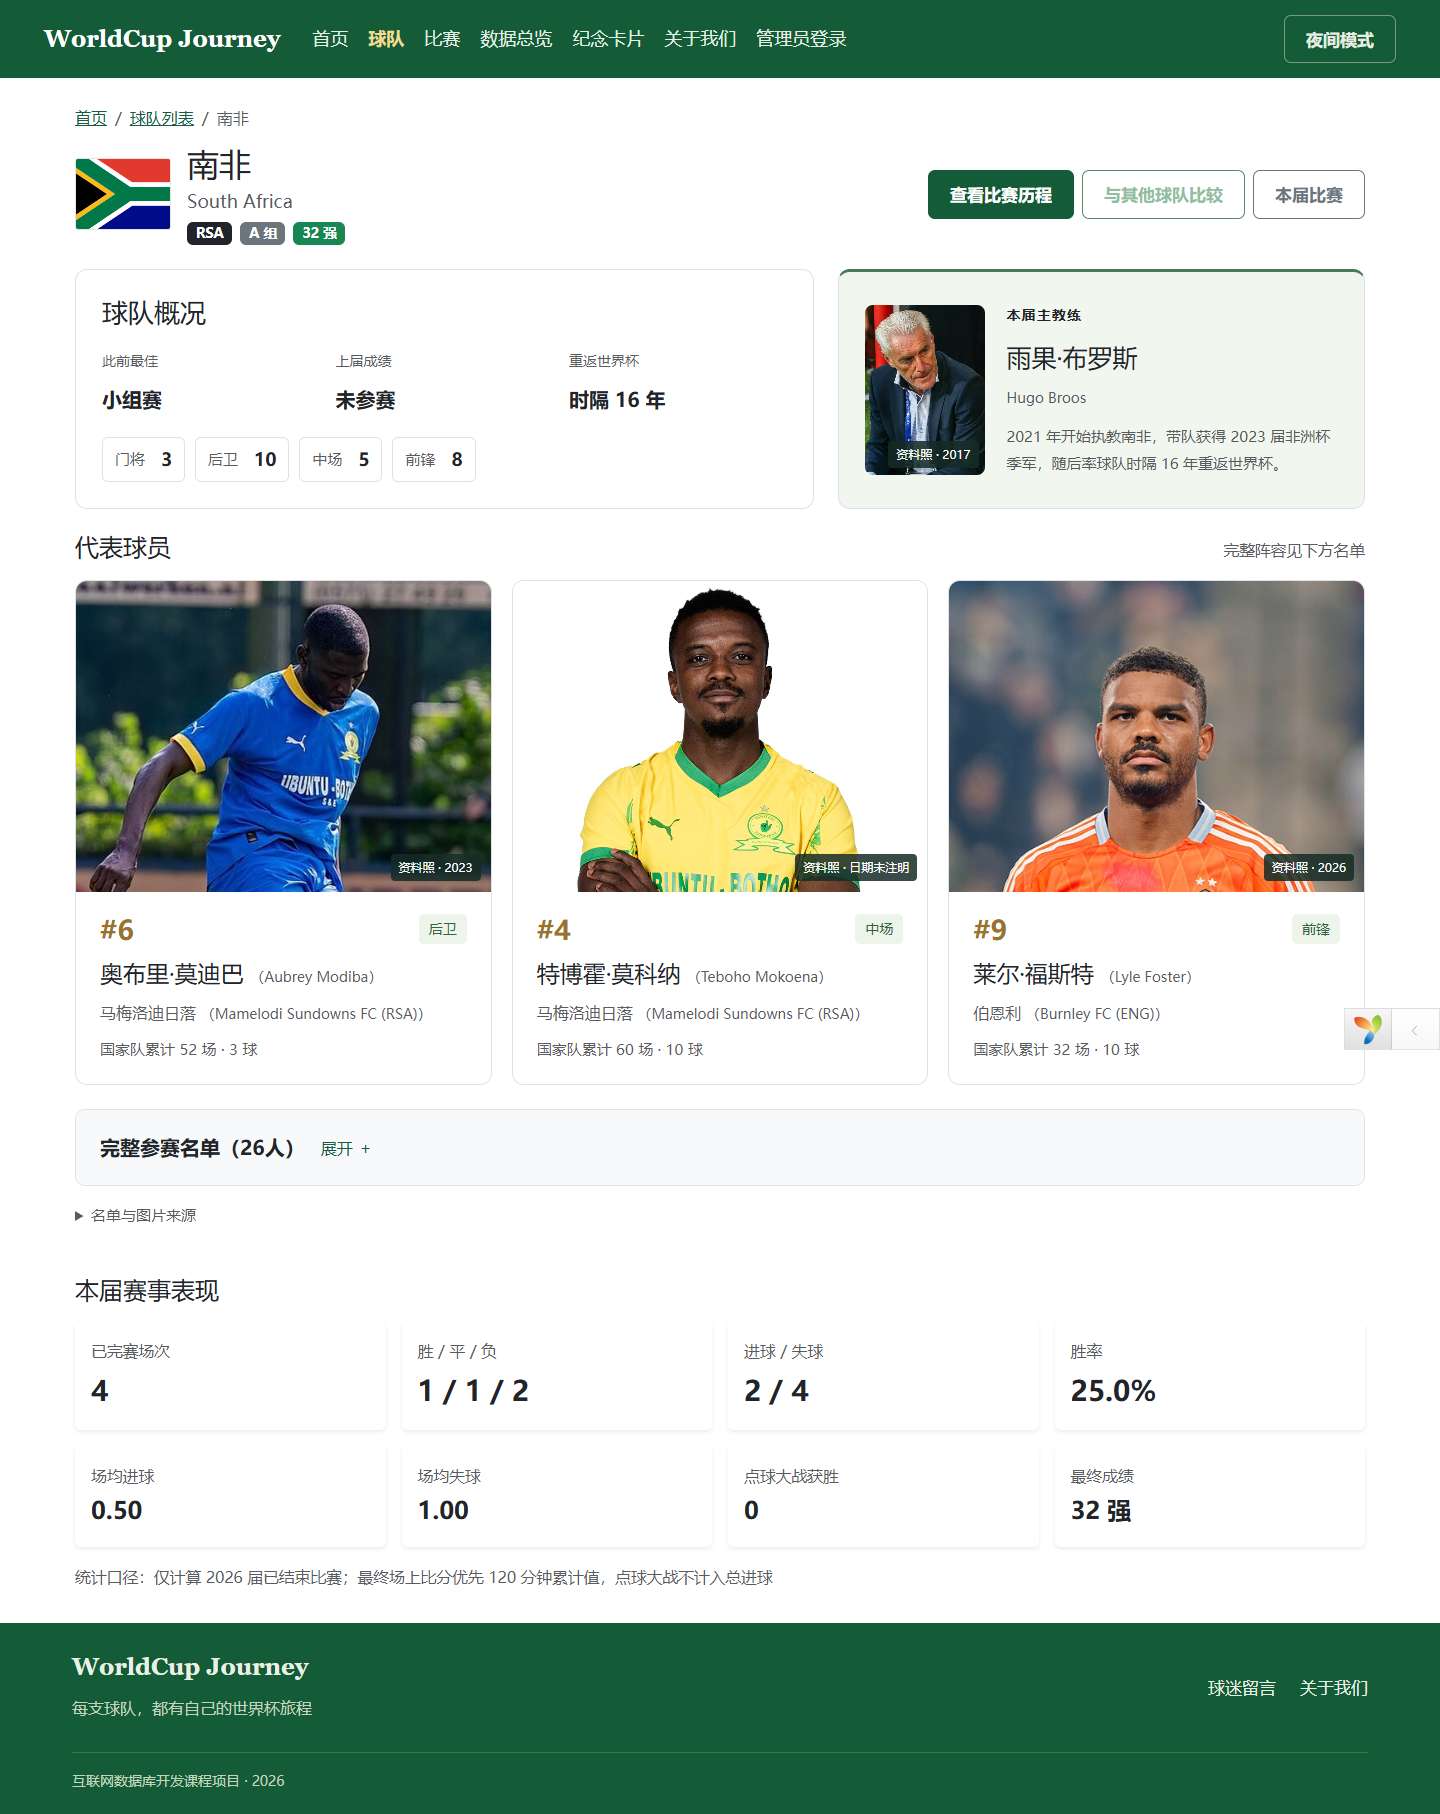 WorldCup Journey 首页 球队 比赛 数据总览 纪念卡片 关于我们 管理员登录 夜间模式
首页 / 球队列表 / 南非
南非
South Africa
RSA A 组 32 强
查看比赛历程 与其他球队比较 本届比赛
球队概况
此前最佳 上届成绩 重返世界杯
小组赛 未参赛 时隔 16 年
门将 3 后卫 10 中场 5 前锋 8
资料照 · 2017
本届主教练
雨果·布罗斯
Hugo Broos
2021 年开始执教南非，带队获得 2023 届非洲杯
季军，随后率球队时隔 16 年重返世界杯。
代表球员
完整阵容见下方名单
UBUNTU - BOTHO
资料照 · 2023
#6 后卫
奥布里·莫迪巴 （Aubrey Modiba）
马梅洛迪日落 （Mamelodi Sundowns FC (RSA)）
国家队累计 52 场 · 3 球
UBUNTU - BOTHO
资料照 · 日期未注明
#4 中场
特博霍·莫科纳 （Teboho Mokoena）
马梅洛迪日落 （Mamelodi Sundowns FC (RSA)）
国家队累计 60 场 · 10 球
资料照 · 2026
#9 前锋
莱尔·福斯特 （Lyle Foster）
伯恩利 （Burnley FC (ENG)）
国家队累计 32 场 · 10 球
完整参赛名单（26人） 展开 +
▶ 名单与图片来源
本届赛事表现
已完赛场次 胜 / 平 / 负 进球 / 失球 胜率
4 1 / 1 / 2 2 / 4 25.0%
场均进球 场均失球 点球大战获胜 最终成绩
0.50 1.00 0 32 强
统计口径：仅计算 2026 届已结束比赛；最终场上比分优先 120 分钟累计值，点球大战不计入总进球
WorldCup Journey
每支球队，都有自己的世界杯旅程
球迷留言 关于我们
互联网数据库开发课程项目 · 2026